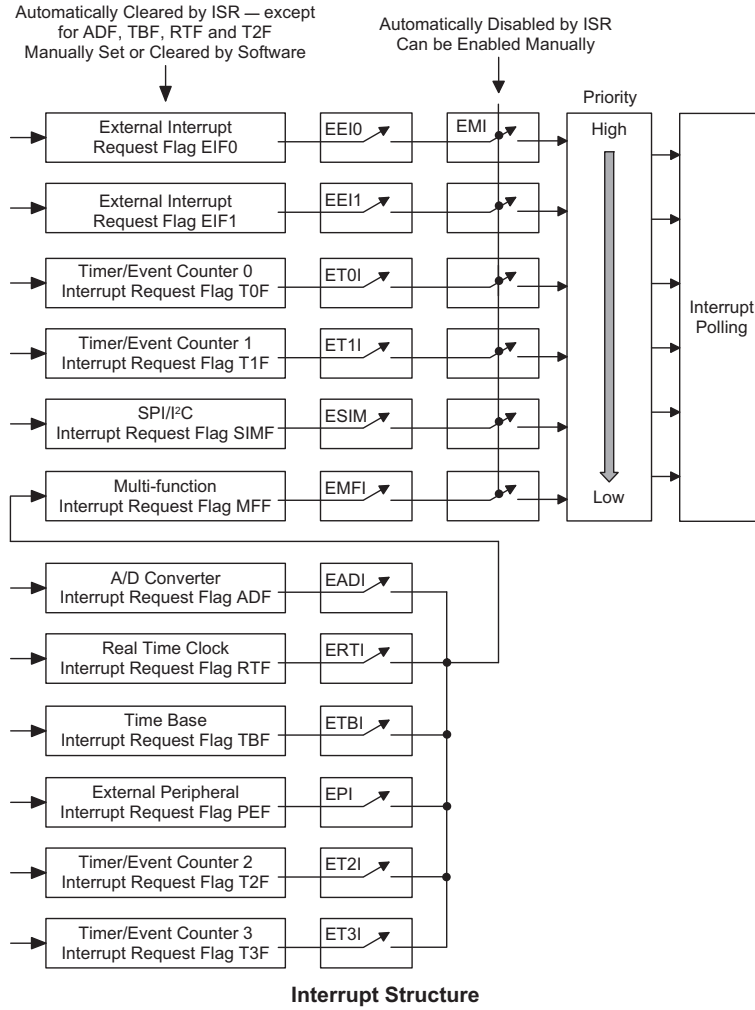 Automatically Cleared by ISR — except
for ADF, TBF, RTF and T2F
Manually Set or Cleared by Software
Automatically Disabled by ISR
Can be Enabled Manually
Priority
External Interrupt
Request Flag EIF0
EEI0
EMI
High
External Interrupt
Request Flag EIF1
EEI1
Timer/Event Counter 0
Interrupt Request Flag T0F
ET0I
Interrupt
Polling
Timer/Event Counter 1
Interrupt Request Flag T1F
ET1I
SPI/I²C
Interrupt Request Flag SIMF
ESIM
Multi-function
Interrupt Request Flag MFF
EMFI
Low
A/D Converter
Interrupt Request Flag ADF
EADI
Real Time Clock
Interrupt Request Flag RTF
ERTI
Time Base
Interrupt Request Flag TBF
ETBI
External Peripheral
Interrupt Request Flag PEF
EPI
Timer/Event Counter 2
Interrupt Request Flag T2F
ET2I
Timer/Event Counter 3
Interrupt Request Flag T3F
ET3I
Interrupt Structure